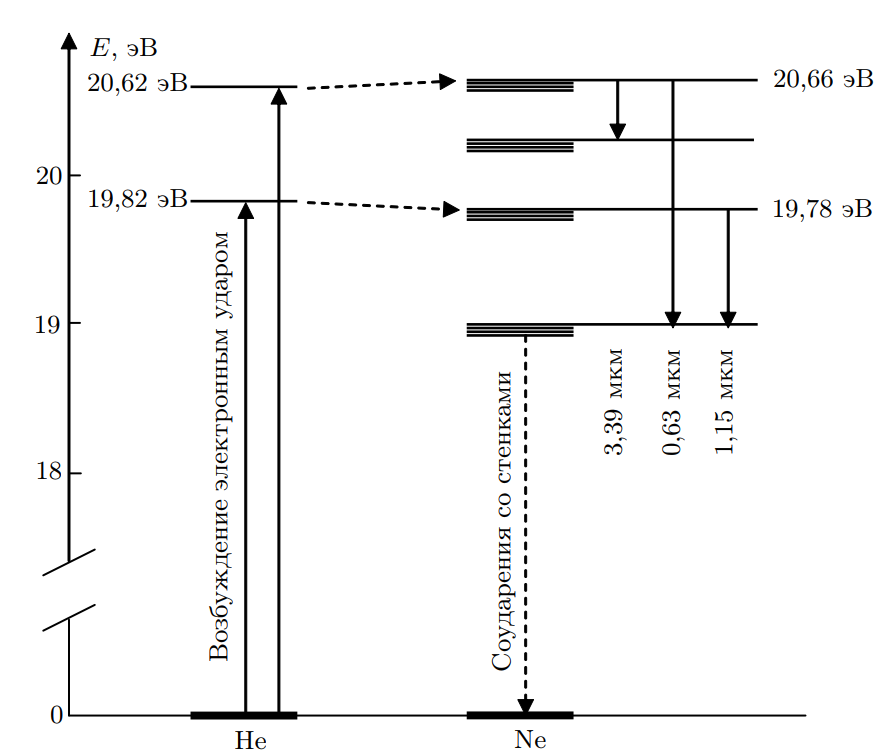 E, эВ
20,62 эВ
20,66 эВ
20
19,82 эВ
19,78 эВ
19
18
0
Возбуждение электронным ударом
Соударения со стенками
3,39 мкм
0,63 мкм
1,15 мкм
He
Ne